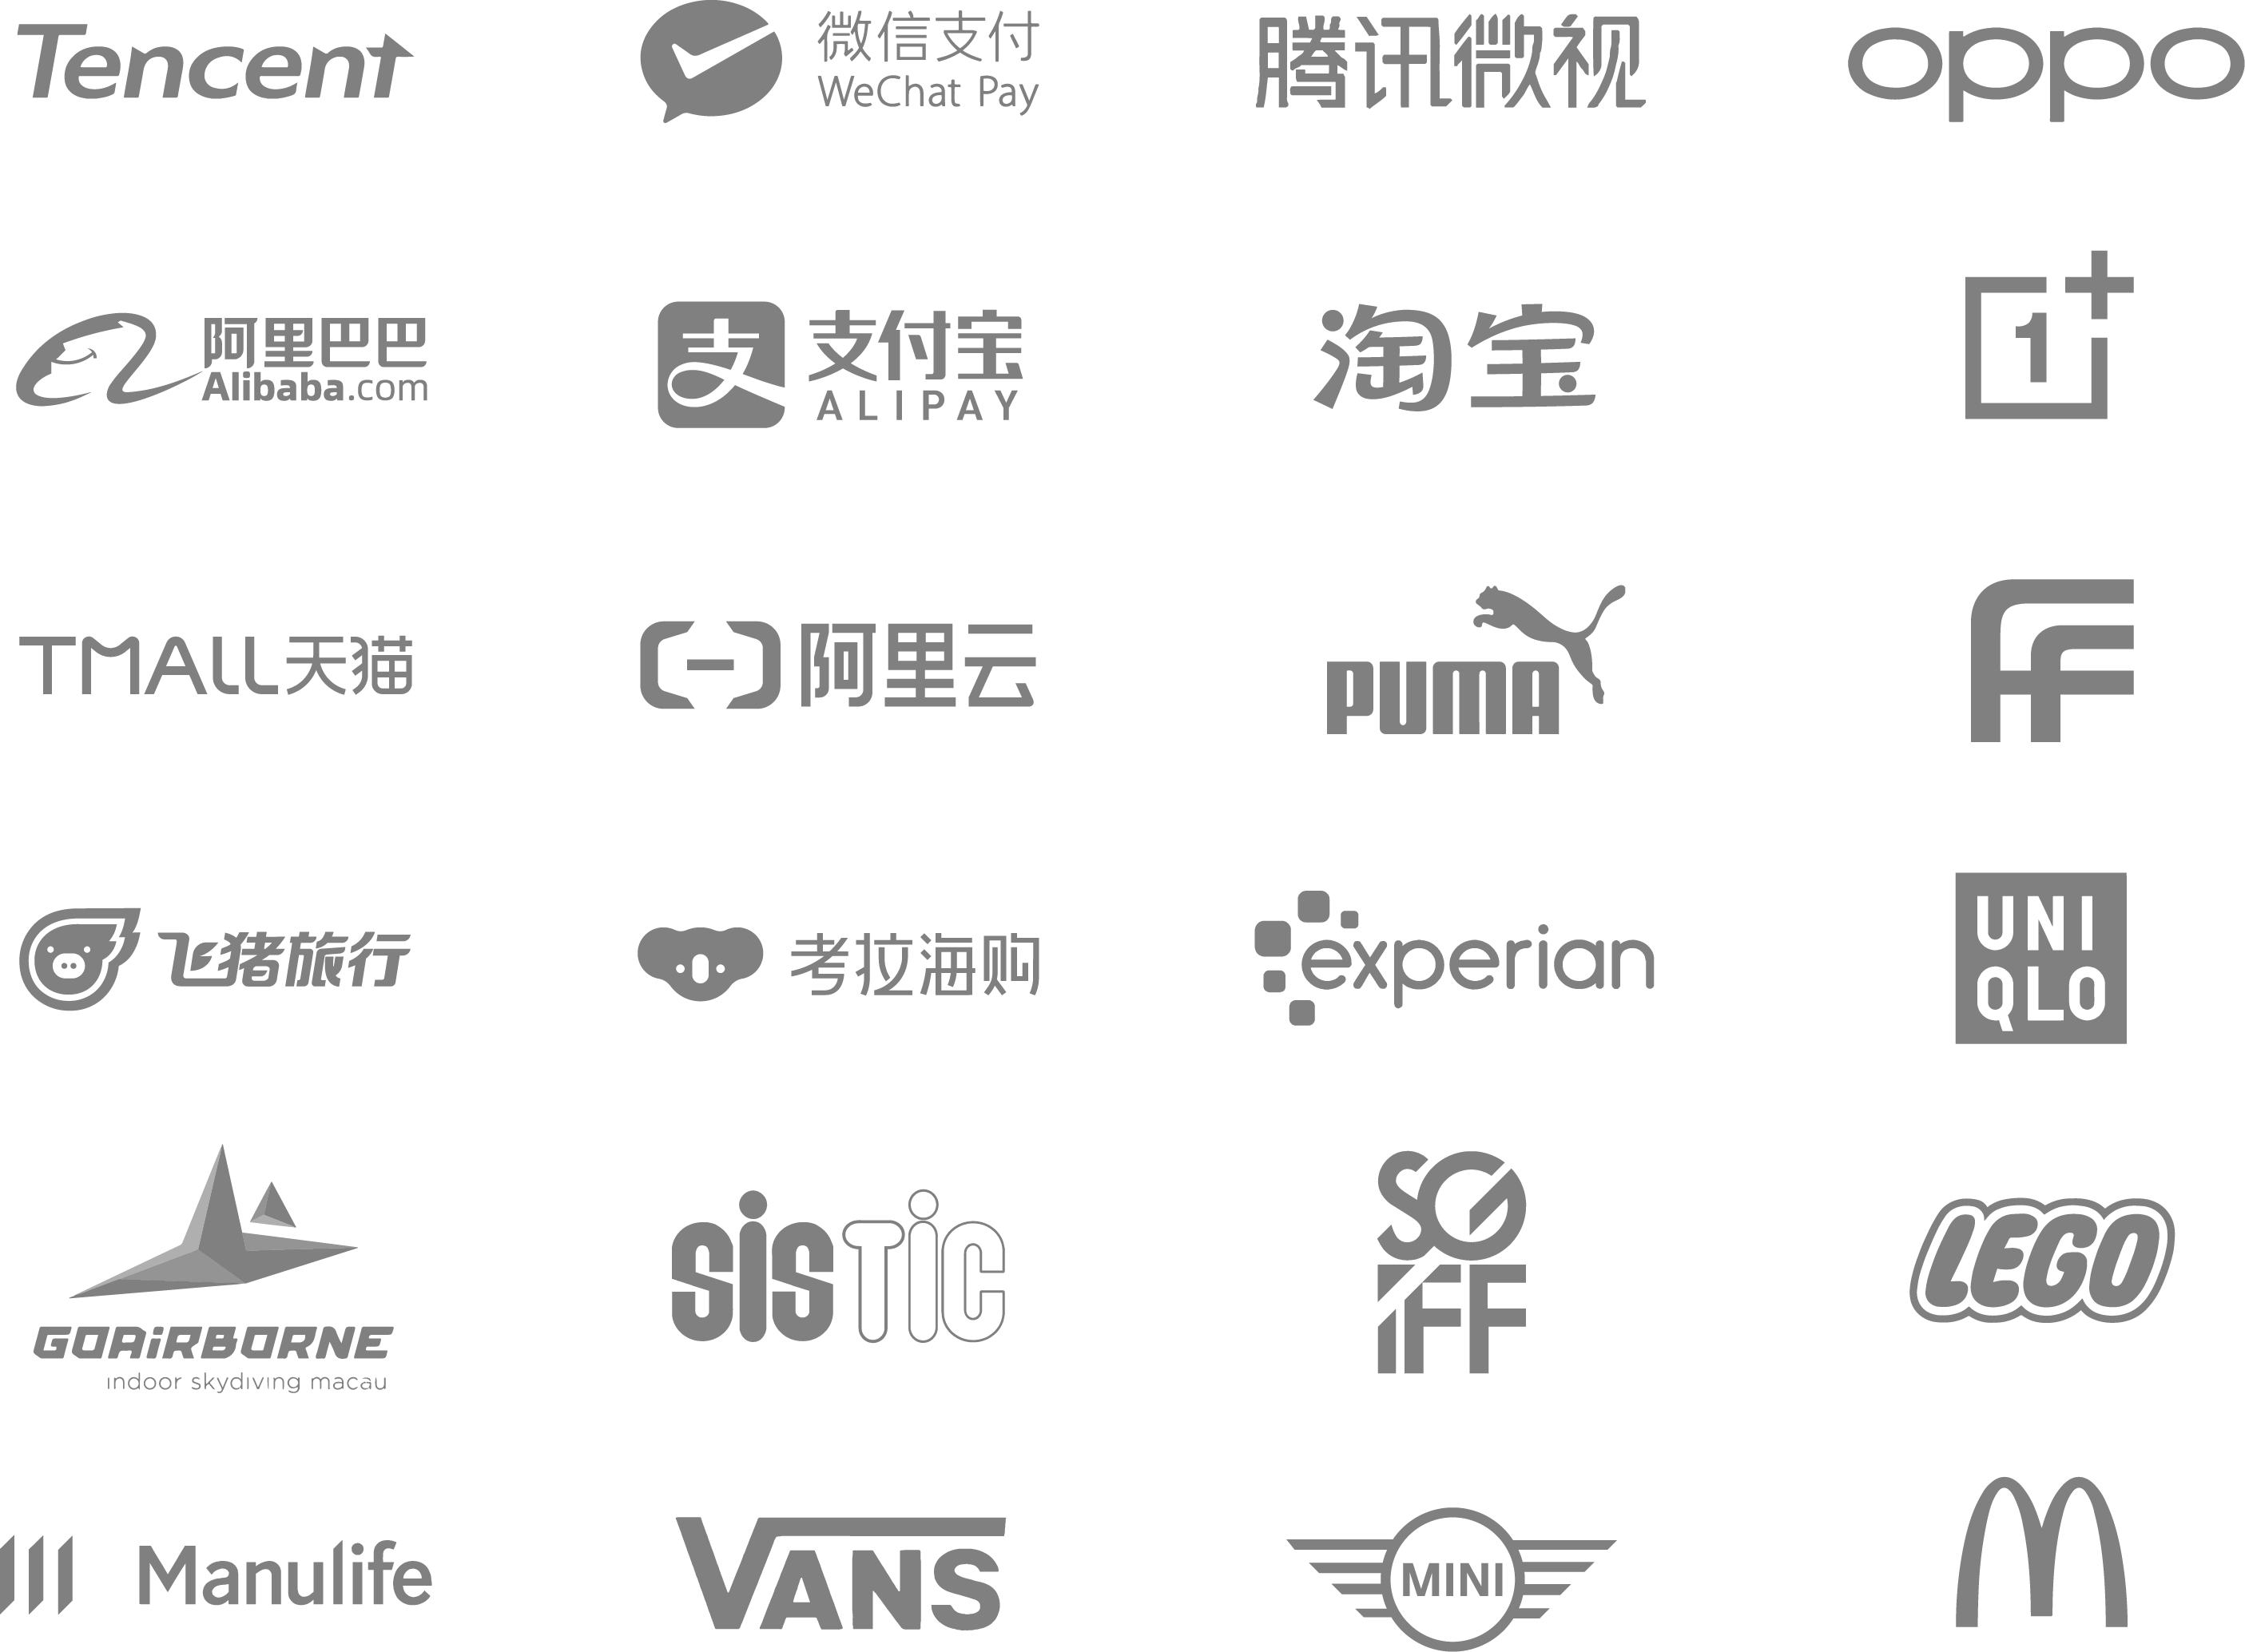 Tencent
微信支付
WeChat Pay
腾讯微视
oppo
阿里巴巴
Alibaba.com
支付宝
ALIPAY
淘宝
1+
TMALL天猫
阿里云
PUMA
FF
飞猪旅行
考拉海购
experian
UNI
QLO
GOAiRBORNE
indoor skydiving macau
SiSTiC
SG
iFF
LEGO
Manulife
VANS
MINI
M